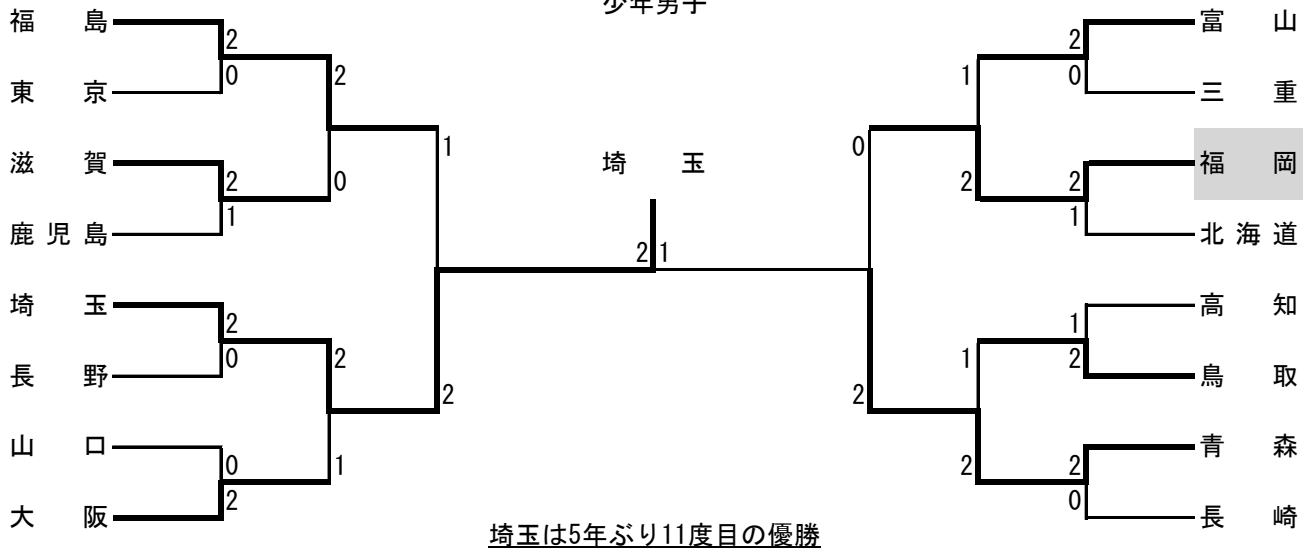 少年男子
福島
2
0
東京
2
滋賀
2
1
鹿児島
0
1
埼玉
2
0
長野
2
山口
0
2
大阪
1
2
埼玉
2 1
富山
2
0
三重
1
福岡
2
1
北海道
2
0
高知
1
2
鳥取
1
青森
2
0
長崎
2
2
埼玉は5年ぶり11度目の優勝